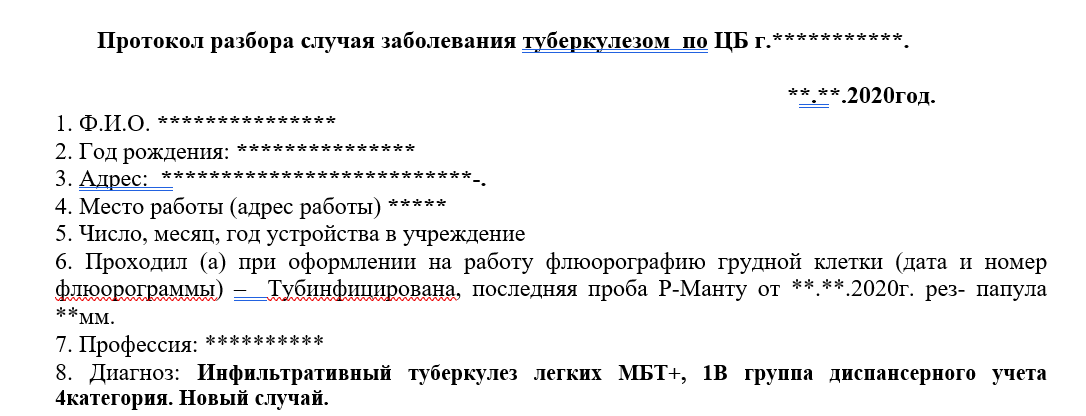 Протокол разбора случая заболевания туберкулезом по ЦБ г.***********.
**.**.2020год.
1. Ф.И.О. ***************
2. Год рождения: ***************
3. Адрес: **************************-.
4. Место работы (адрес работы) *****
5. Число, месяц, год устройства в учреждение
6. Проходил (а) при оформлении на работу флюорографию грудной клетки (дата и номер
флюорограммы) – Тубинфицирована, последняя проба Р-Манту от **.**.2020г. рез- папула
**мм.
7. Профессия: **********
8. Диагноз: Инфильтративный туберкулез легких МБТ+, 1В группа диспансерного учета
4категория. Новый случай.